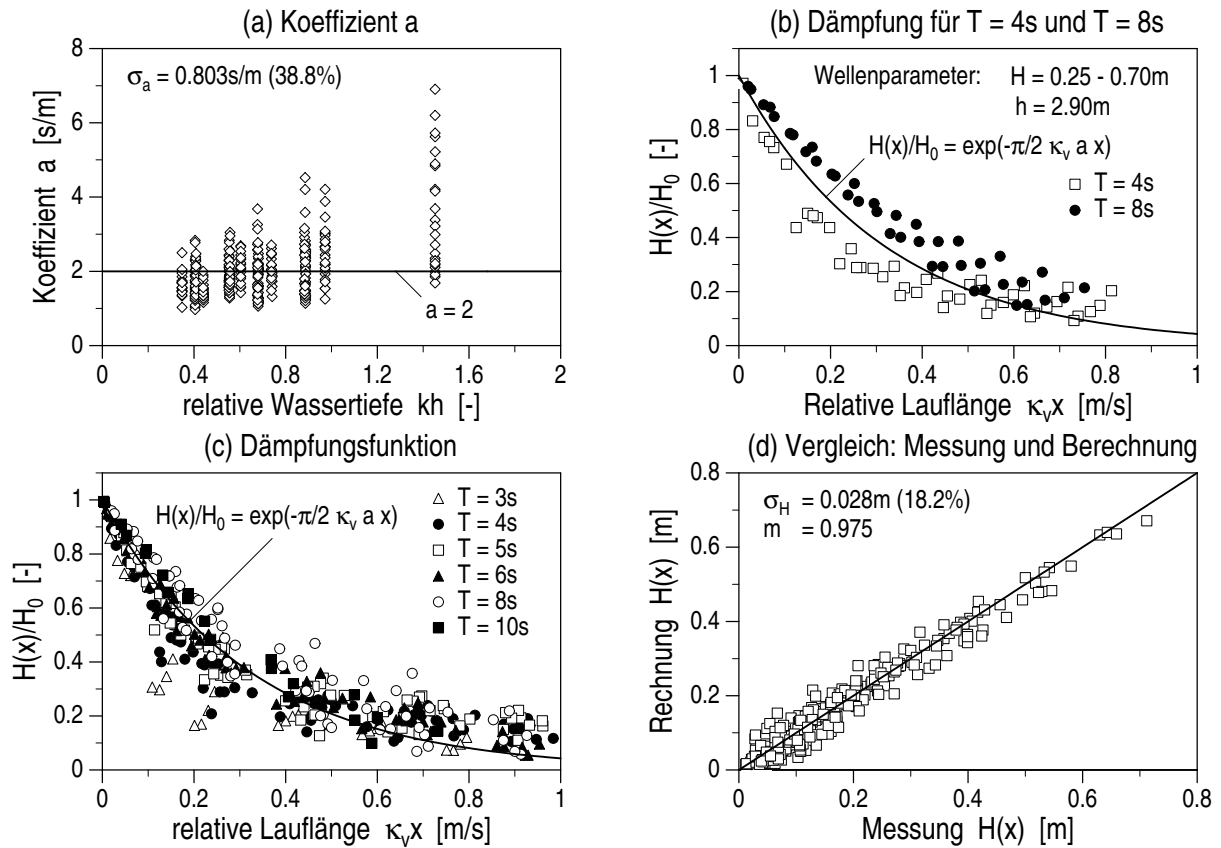 (a) Koeffizient a
σa = 0.803s/m (38.8%)
Koeffizient a [s/m]
8
6
4
2
0
a = 2
0 0.4 0.8 1.2 1.6 2
relative Wassertiefe kh [-]
(b) Dämpfung für T = 4s und T = 8s
Wellenparameter: H = 0.25 - 0.70m
h = 2.90m
H(x)/H0 = exp(-π/2 κv a x)
T = 4s
T = 8s
H(x)/H0 [-]
1
0.8
0.6
0.4
0.2
0
0 0.2 0.4 0.6 0.8 1
Relative Lauflänge κvx [m/s]
(c) Dämpfungsfunktion
H(x)/H0 = exp(-π/2 κv a x)
T = 3s
T = 4s
T = 5s
T = 6s
T = 8s
T = 10s
H(x)/H0 [-]
1
0.8
0.6
0.4
0.2
0
0 0.2 0.4 0.6 0.8 1
relative Lauflänge κvx [m/s]
(d) Vergleich: Messung und Berechnung
σH = 0.028m (18.2%)
m = 0.975
Rechnung H(x) [m]
0.8
0.6
0.4
0.2
0
0 0.2 0.4 0.6 0.8
Messung H(x) [m]